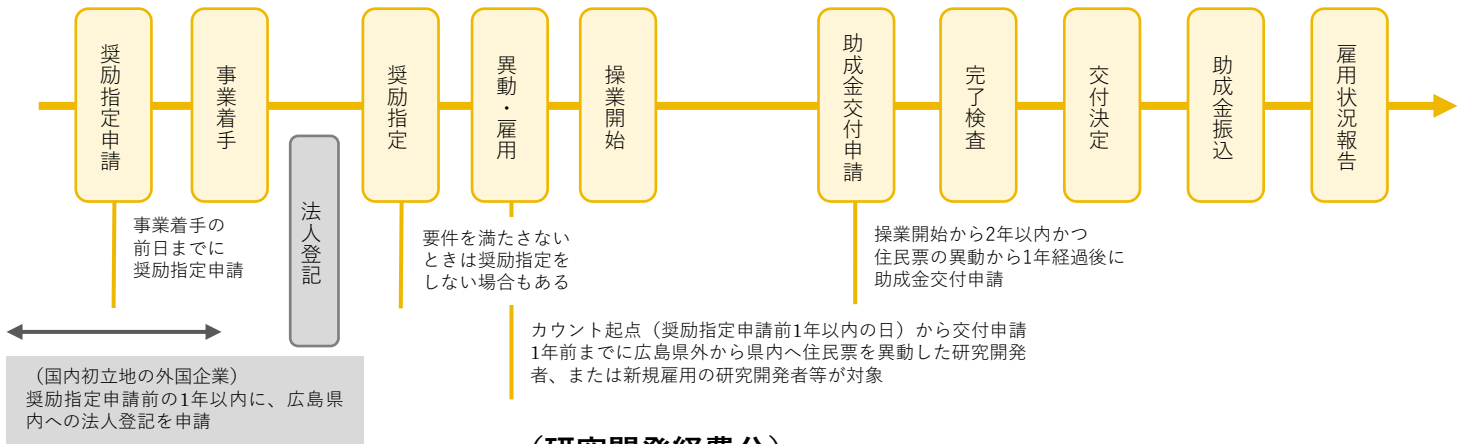 奨励指定申請
事業着手
法人登記
奨励指定
異動・雇用
操業開始
助成金交付申請
完了検査
交付決定
助成金振込
雇用状況報告
事業着手の
前日までに
奨励指定申請
要件を満たさない
ときは奨励指定を
しない場合もある
操業開始から2年以内かつ
住民票の異動から1年経過後に
助成金交付申請
カウント起点（奨励指定申請前1年以内の日）から交付申請
1年前までに広島県外から県内へ住民票を異動した研究開発
者、または新規雇用の研究開発者等が対象
（国内初立地の外国企業）
奨励指定申請前の1年以内に、広島県
内への法人登記を申請
（研究開発経費分）